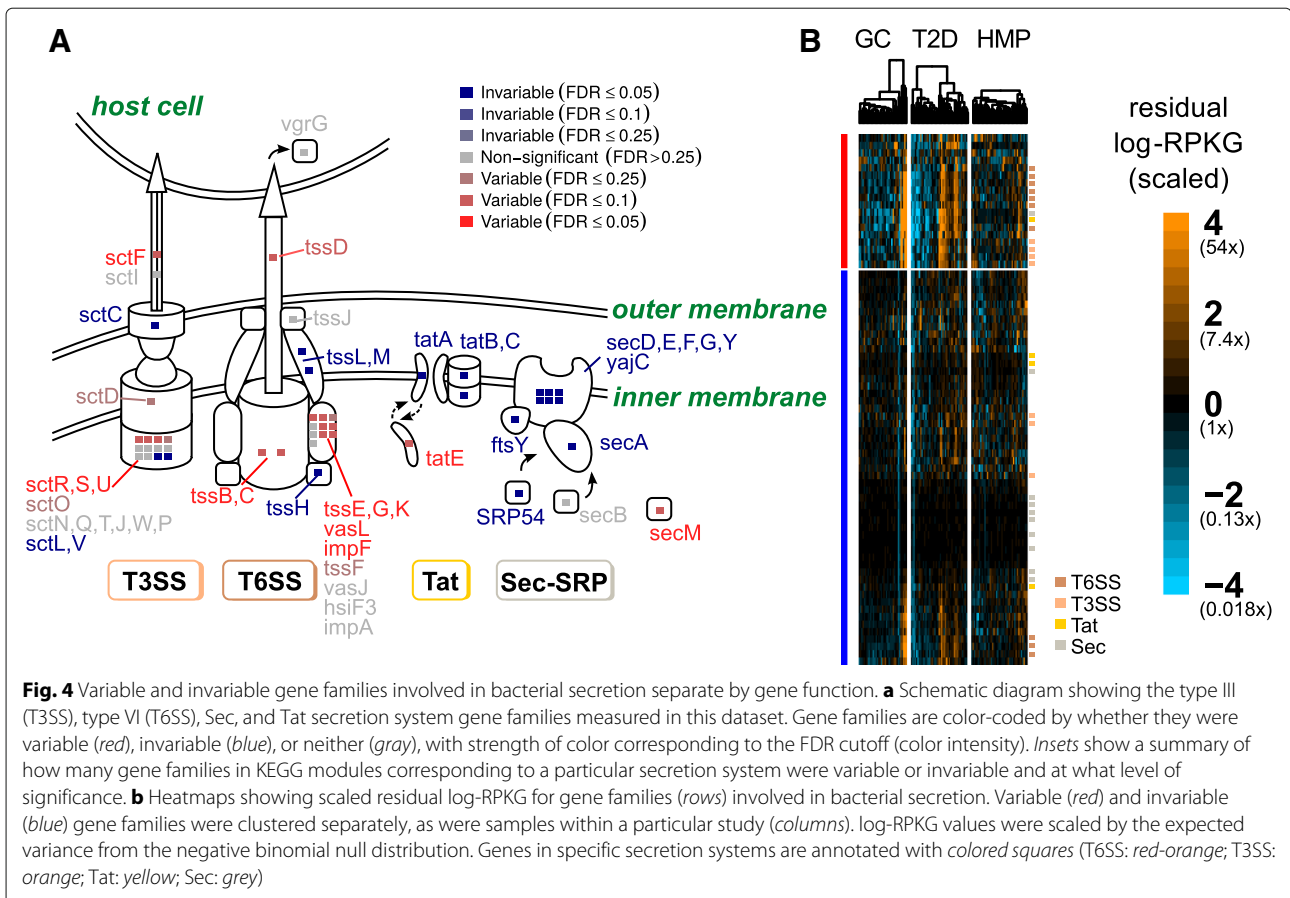 A
host cell
vgrG
Invariable (FDR ≤ 0.05)
Invariable (FDR ≤ 0.1)
Invariable (FDR ≤ 0.25)
Non−significant (FDR > 0.25)
Variable (FDR ≤ 0.25)
Variable (FDR ≤ 0.1)
Variable (FDR ≤ 0.05)
sctF
sctI
tssD
sctC
tssJ
outer membrane
tssL,M
tatA tatB,C
secD,E,F,G,Y
yajC
sctD
inner membrane
ftsY
secA
tatE
sctR,S,U
sctO
sctN,Q,T,J,W,P
sctL,V
tssB,C
tssH
tssE,G,K
vasL
impF
tssF
vasJ
hsiF3
impA
SRP54
secB
secM
T3SS
T6SS
Tat
Sec-SRP
B
GC T2D HMP
residual
log-RPKG
(scaled)
4
(54x)
2
(7.4x)
0
(1x)
−2
(0.13x)
−4
(0.018x)
T6SS
T3SS
Tat
Sec
Fig. 4 Variable and invariable gene families involved in bacterial secretion separate by gene function. a Schematic diagram showing the type III
(T3SS), type VI (T6SS), Sec, and Tat secretion system gene families measured in this dataset. Gene families are color-coded by whether they were
variable (red), invariable (blue), or neither (gray), with strength of color corresponding to the FDR cutoff (color intensity). Insets show a summary of
how many gene families in KEGG modules corresponding to a particular secretion system were variable or invariable and at what level of
significance. b Heatmaps showing scaled residual log-RPKG for gene families (rows) involved in bacterial secretion. Variable (red) and invariable
(blue) gene families were clustered separately, as were samples within a particular study (columns). log-RPKG values were scaled by the expected
variance from the negative binomial null distribution. Genes in specific secretion systems are annotated with colored squares (T6SS: red-orange; T3SS:
orange; Tat: yellow; Sec: grey)